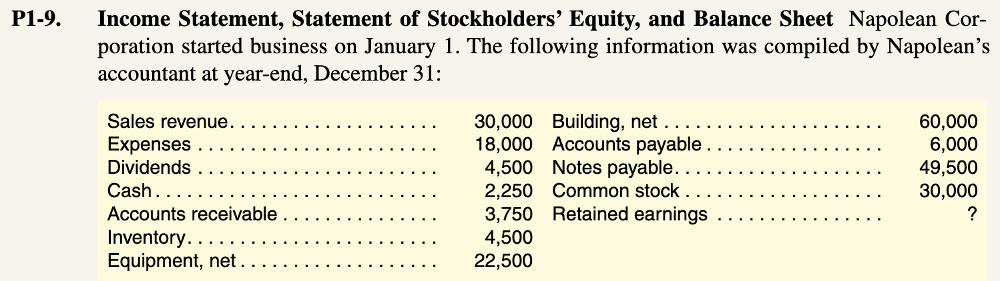 P1-9. Income Statement, Statement of Stockholders’ Equity, and Balance Sheet Napolean Cor-
poration started business on January 1. The following information was compiled by Napolean’s
accountant at year-end, December 31:
Sales revenue. . . . . . . . . . . . . . . . . . . . 30,000 Building, net . . . . . . . . . . . . . . . . . . . . . 60,000
Expenses . . . . . . . . . . . . . . . . . . . . . . . 18,000 Accounts payable . . . . . . . . . . . . . . . . . 6,000
Dividends . . . . . . . . . . . . . . . . . . . . . . . 4,500 Notes payable. . . . . . . . . . . . . . . . . . . . 49,500
Cash . . . . . . . . . . . . . . . . . . . . . . . . . . . 2,250 Common stock . . . . . . . . . . . . . . . . . . . 30,000
Accounts receivable . . . . . . . . . . . . . . . 3,750 Retained earnings . . . . . . . . . . . . . . . . ?
Inventory. . . . . . . . . . . . . . . . . . . . . . . . 4,500
Equipment, net . . . . . . . . . . . . . . . . . . . 22,500